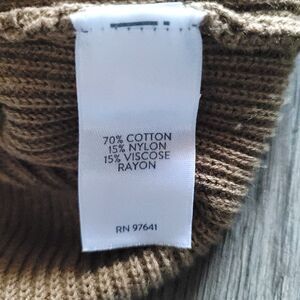 70% COTTON
15% NYLON
15% VISCOSE
RAYON
RN 97641